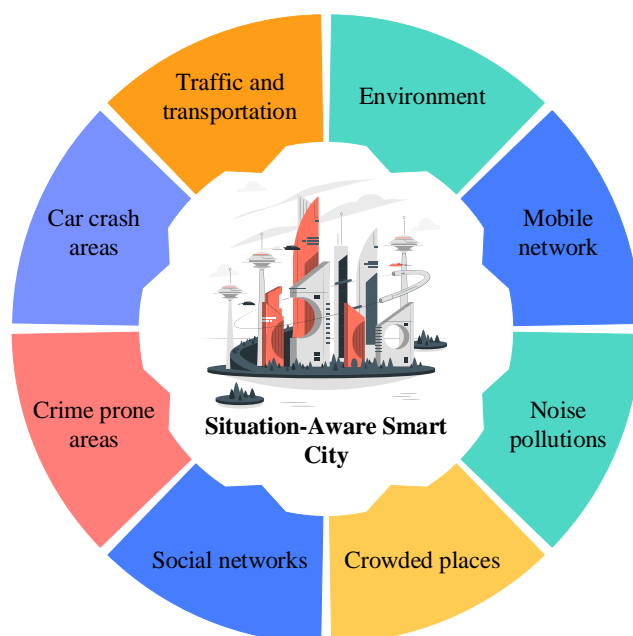 Traffic and
transportation
Environment
Car crash
areas
Mobile
network
Crime prone
areas
Situation-Aware Smart
City
Noise
pollutions
Social networks
Crowded places